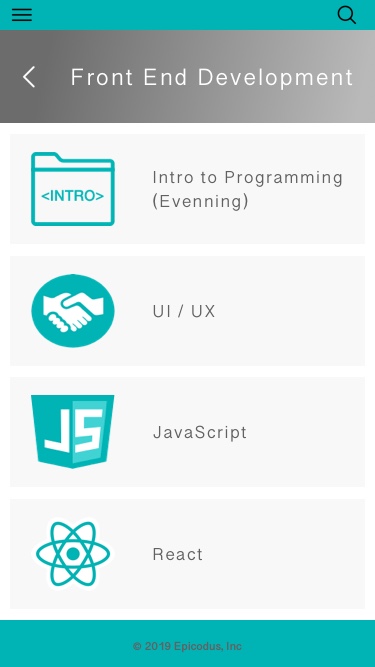 Front End Development
<INTRO>
Intro to Programming
(Evenning)
UI / UX
JS
JavaScript
React
© 2019 Epicodus, Inc